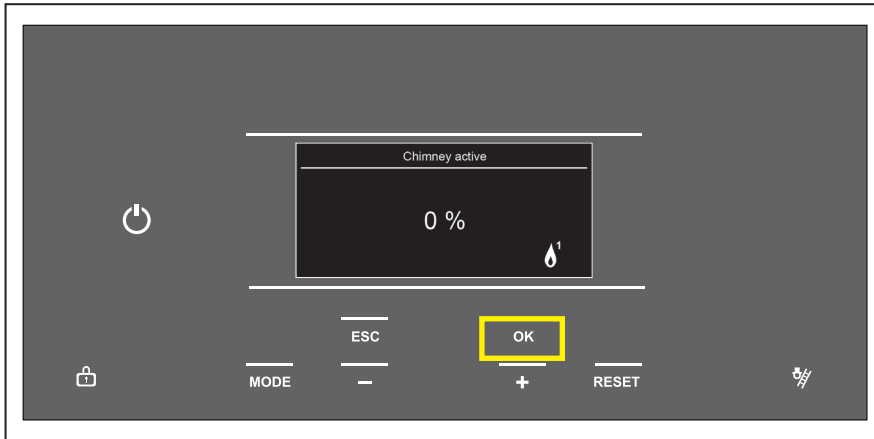 Chimney active
0 %
1
ESC OK
MODE – + RESET